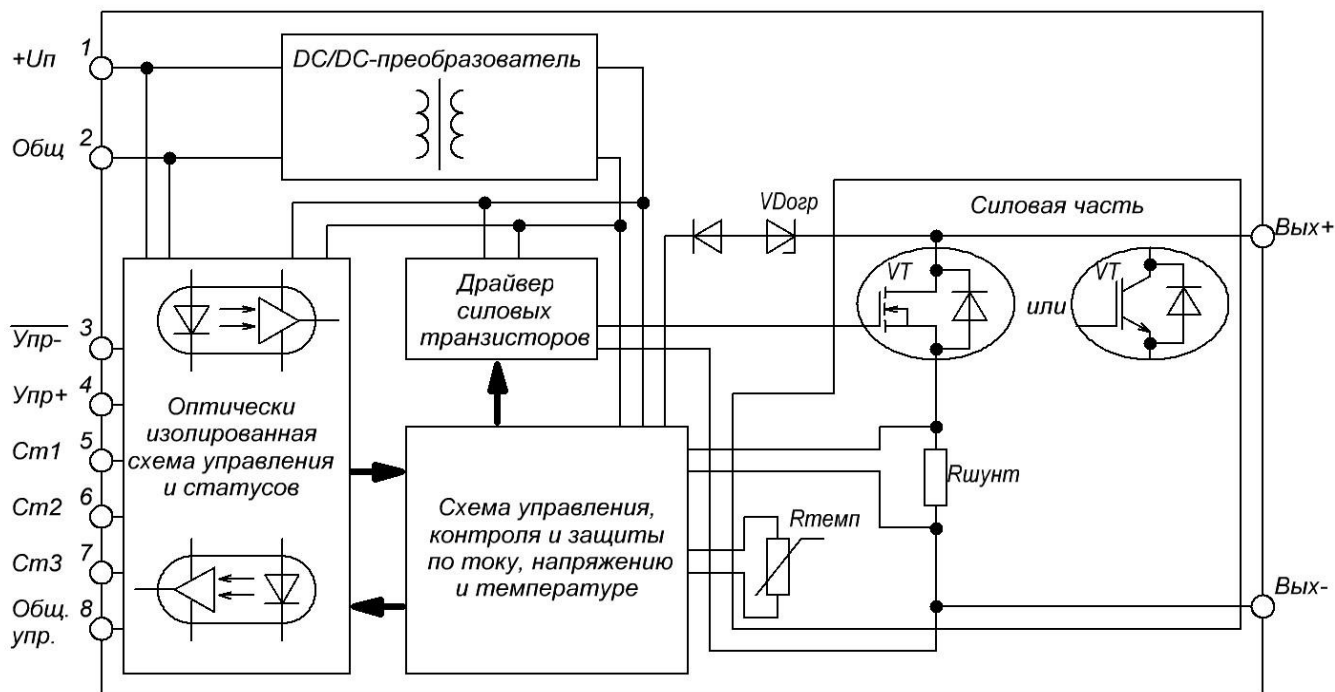 +Uп
1
DC/DC-преобразователь
Общ
2
VDогр
Силовая часть
Вых+
VT
или
VT
Драйвер
силовых
транзисторов
Упр-
3
Упр+
4
Оптически
изолированная
схема управления
и статусов
Ст1
5
Ст2
6
Ст3
7
Общ.
упр.
8
Схема управления,
контроля и защиты
по току, напряжению
и температуре
Rшунт
Rтемп
Вых-